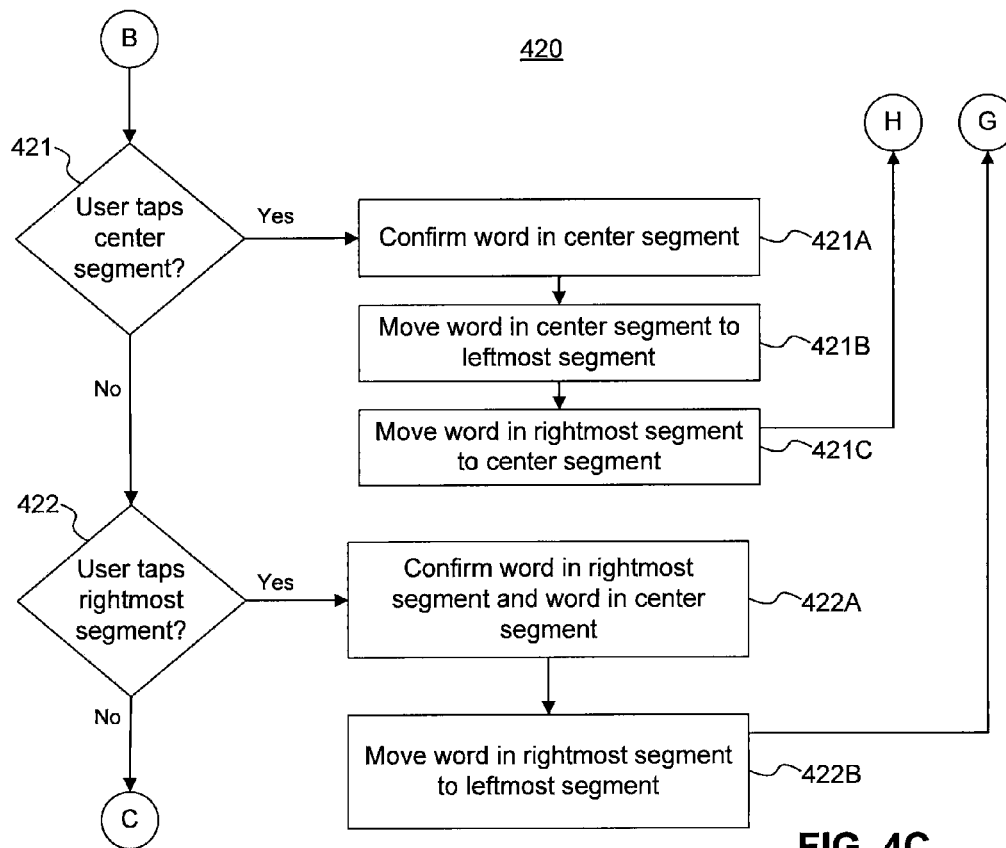 B
420
H
G
421
User taps
center
segment?
Yes
Confirm word in center segment
421A
Move word in center segment to
leftmost segment
421B
No
Move word in rightmost segment
to center segment
421C
422
User taps
rightmost
segment?
Yes
Confirm word in rightmost
segment and word in center
segment
422A
No
Move word in rightmost segment
to leftmost segment
422B
C
FIG. 4C